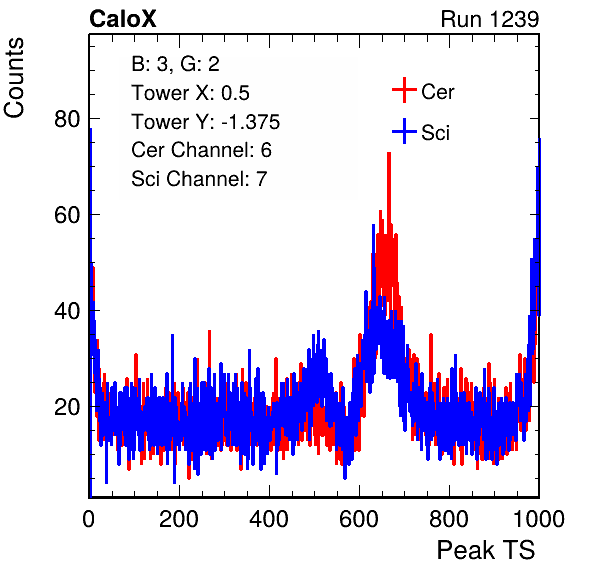 CaloX Run 1239
Counts
B: 3, G: 2
Tower X: 0.5
Tower Y: -1.375
Cer Channel: 6
Sci Channel: 7
Cer
Sci
80
60
40
20
0 200 400 600 800 1000
Peak TS